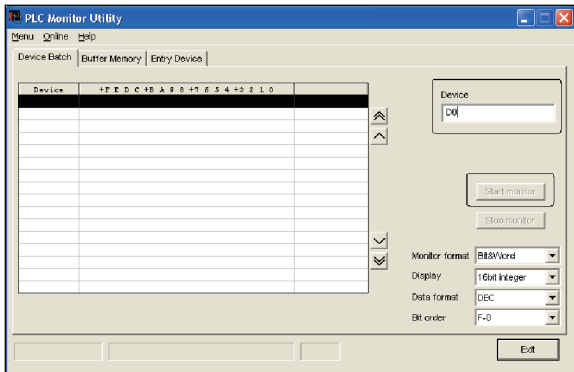 PLC Monitor Utility
Menu Online Help
Device Batch Buffer Memory Entry Device
Device +F E D C +B A 9 8 +7 6 5 4 +3 2 1 0
Device
D0
Start monitor
Stop monitor
Monitor format Bit&Word
Display 16bit integer
Data format DEC
Bit order F-0
Exit